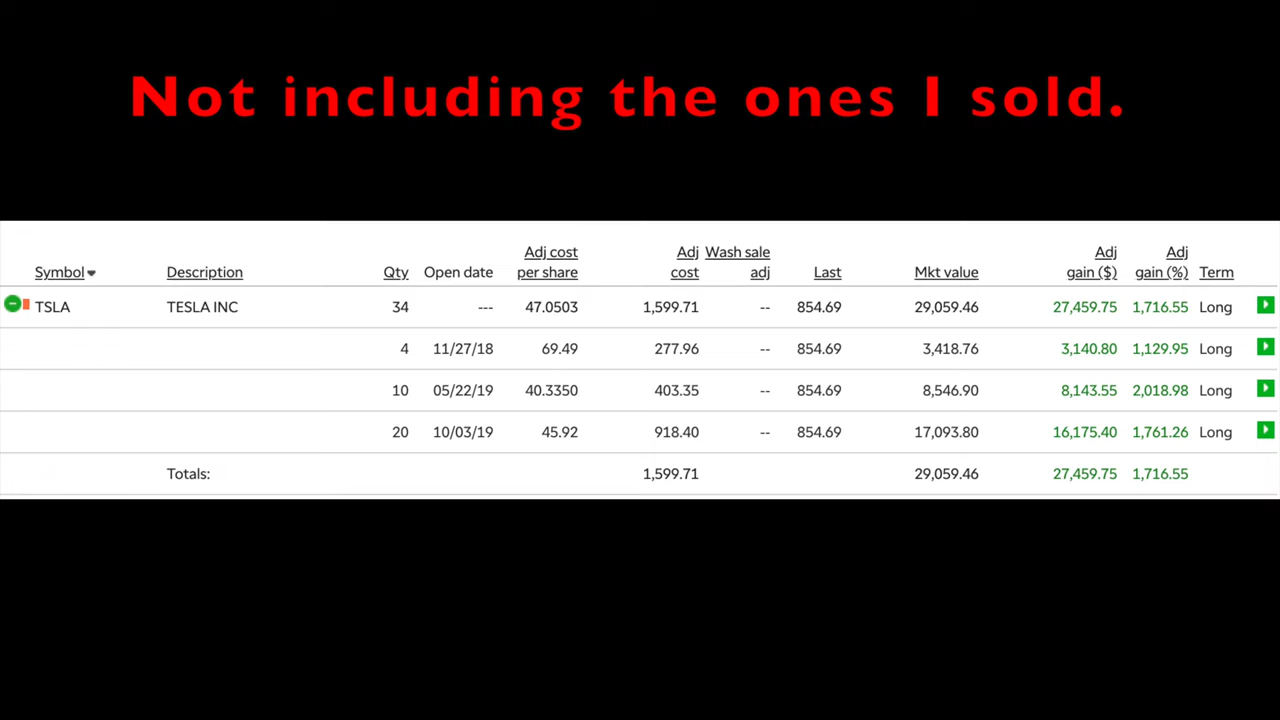 Not including the ones I sold.
Adj cost Adj Wash sale Adj Adj
Symbol Description Qty Open date per share cost adj Last Mkt value gain ($) gain (%) Term
TSLA TESLA INC 34 --- 47.0503 1,599.71 -- 854.69 29,059.46 27,459.75 1,716.55 Long
4 11/27/18 69.49 277.96 -- 854.69 3,418.76 3,140.80 1,129.95 Long
10 05/22/19 40.3350 403.35 -- 854.69 8,546.90 8,143.55 2,018.98 Long
20 10/03/19 45.92 918.40 -- 854.69 17,093.80 16,175.40 1,761.26 Long
Totals: 1,599.71 29,059.46 27,459.75 1,716.55